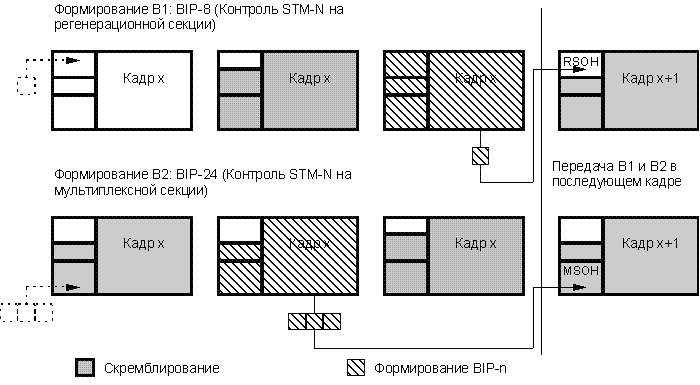 Формирование B1: BIP-8 (Контроль STM-N на
регенерационной секции)
Кадр x
Кадр x
Кадр x
RSOH
Кадр x+1
Формирование B2: BIP-24 (Контроль STM-N на
мультиплексной секции)
Передача B1 и B2 в
последующем кадре
Кадр x
Кадр x
Кадр x
Кадр x+1
MSOH
Скремблирование
Формирование BIP-n